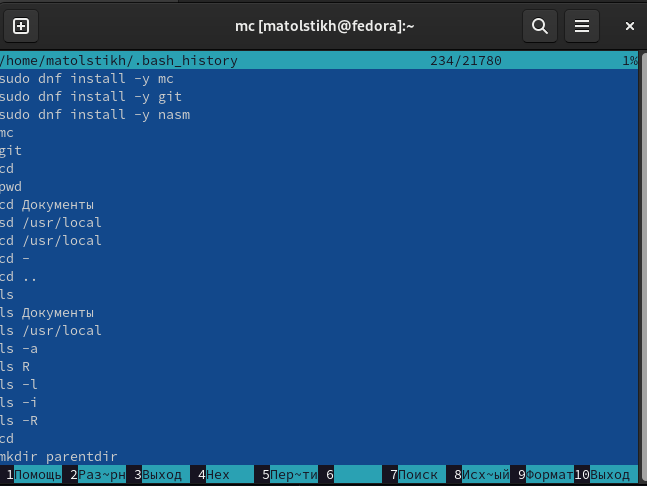 mc [matolstikh@fedora]:~
/home/matolstikh/.bash_history 234/21780 1%
sudo dnf install -y mc
sudo dnf install -y git
sudo dnf install -y nasm
mc
git
cd
pwd
cd Документы
sd /usr/local
cd /usr/local
cd -
cd ..
ls
ls Документы
ls /usr/local
ls -a
ls R
ls -l
ls -i
ls -R
cd
mkdir parentdir
1Помощь 2Раз~рн 3Выход 4Hex 5Пер~ти 6 7Поиск 8Исх~ый 9Формат 10Выход